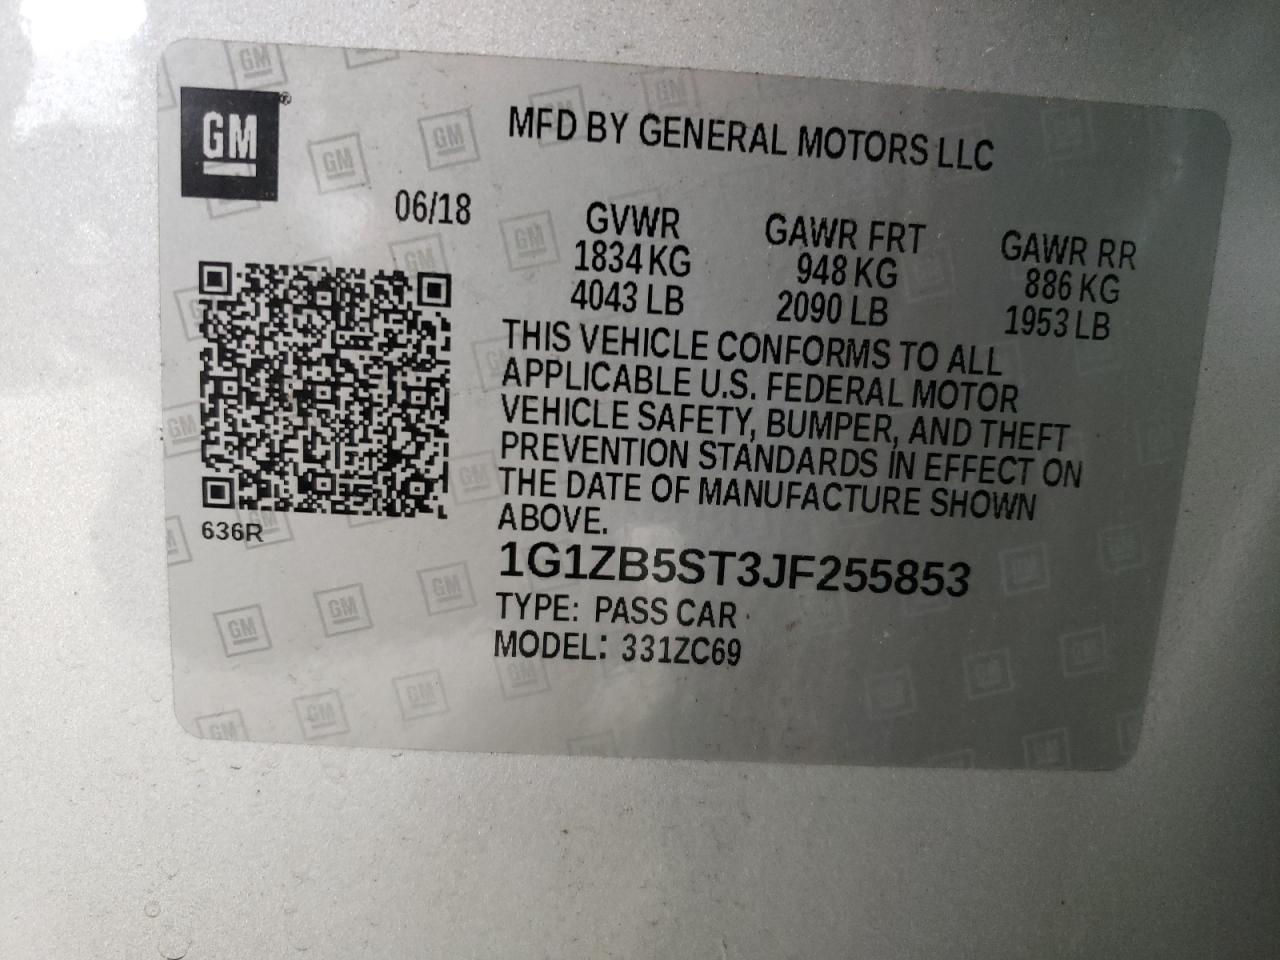 GM
MFD BY GENERAL MOTORS LLC
06/18
GVWR GAWR FRT GAWR RR
1834 KG 948 KG 886 KG
4043 LB 2090 LB 1953 LB
THIS VEHICLE CONFORMS TO ALL
APPLICABLE U.S. FEDERAL MOTOR
VEHICLE SAFETY, BUMPER, AND THEFT
PREVENTION STANDARDS IN EFFECT ON
THE DATE OF MANUFACTURE SHOWN
ABOVE.
636R
1G1ZB5ST3JF255853
TYPE: PASS CAR
MODEL: 331ZC69